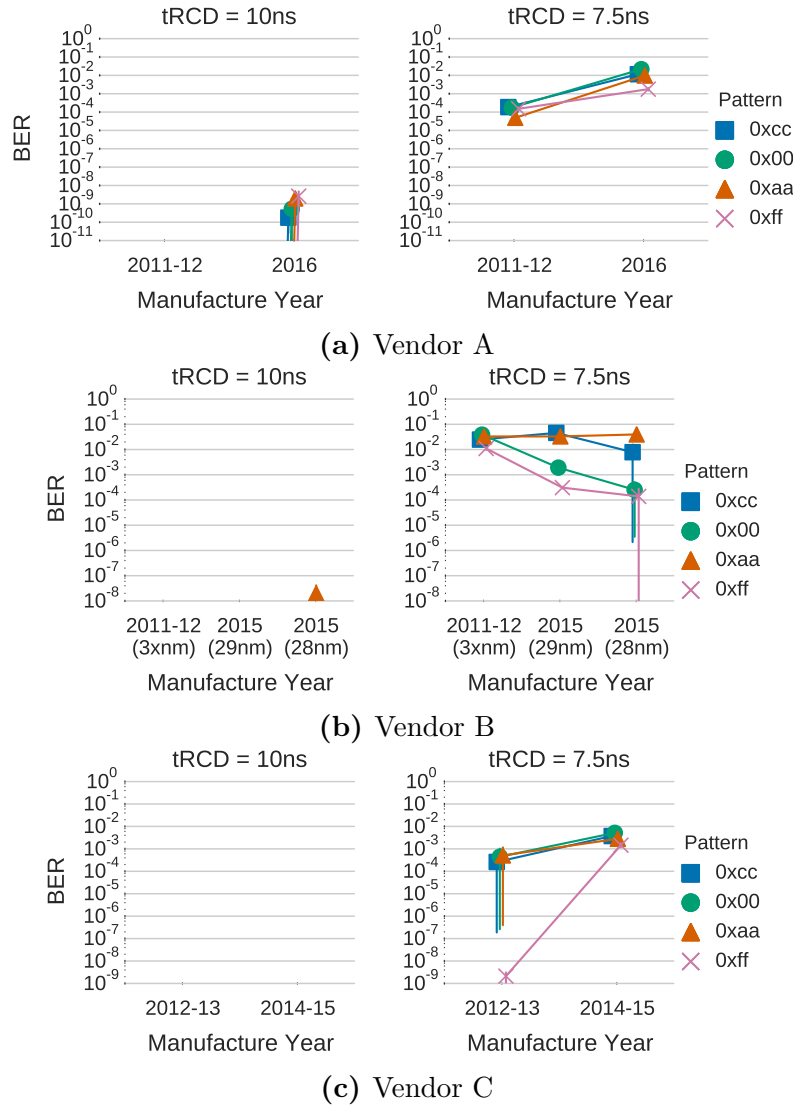 tRCD = 10ns tRCD = 7.5ns
BER
10^0 10^0
10^-1 10^-1
10^-2 10^-2
10^-3 10^-3
10^-4 10^-4
10^-5 10^-5
10^-6 10^-6
10^-7 10^-7
10^-8 10^-8
10^-9 10^-9
10^-10 10^-10
10^-11 10^-11
Pattern
0xcc
0x00
0xaa
0xff
2011-12 2016 2011-12 2016
Manufacture Year Manufacture Year
(a) Vendor A
tRCD = 10ns tRCD = 7.5ns
BER
10^0 10^0
10^-1 10^-1
10^-2 10^-2
10^-3 10^-3
10^-4 10^-4
10^-5 10^-5
10^-6 10^-6
10^-7 10^-7
10^-8 10^-8
Pattern
0xcc
0x00
0xaa
0xff
2011-12 2015 2015 2011-12 2015 2015
(3xnm) (29nm) (28nm) (3xnm) (29nm) (28nm)
Manufacture Year Manufacture Year
(b) Vendor B
tRCD = 10ns tRCD = 7.5ns
BER
10^0 10^0
10^-1 10^-1
10^-2 10^-2
10^-3 10^-3
10^-4 10^-4
10^-5 10^-5
10^-6 10^-6
10^-7 10^-7
10^-8 10^-8
10^-9 10^-9
Pattern
0xcc
0x00
0xaa
0xff
2012-13 2014-15 2012-13 2014-15
Manufacture Year Manufacture Year
(c) Vendor C